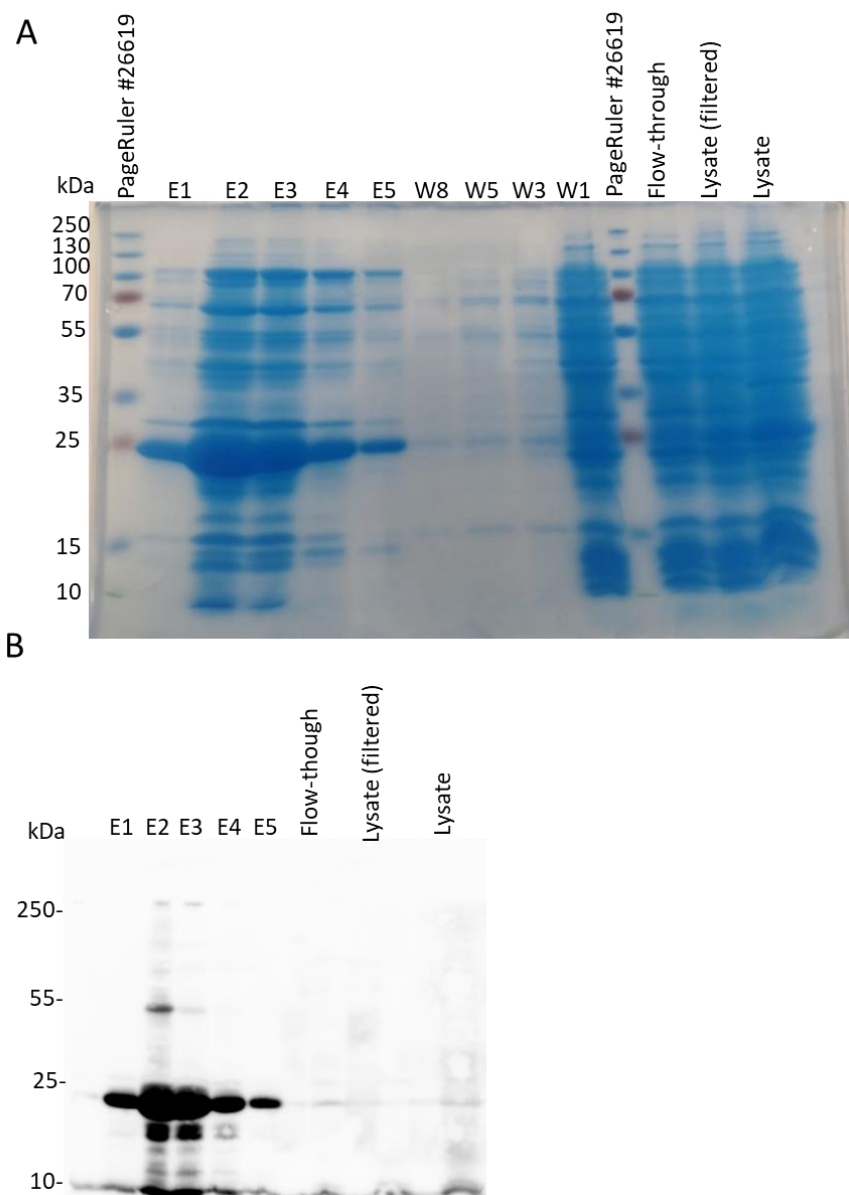 A
PageRuler #26619
PageRuler #26619
Flow-through
Lysate (filtered)
Lysate
kDa
E1 E2 E3 E4 E5 W8 W5 W3 W1
250
130
100
70
55
35
25
15
10
B
Flow-though
Lysate (filtered)
Lysate
kDa
E1 E2 E3 E4 E5
250-
55-
25-
10-